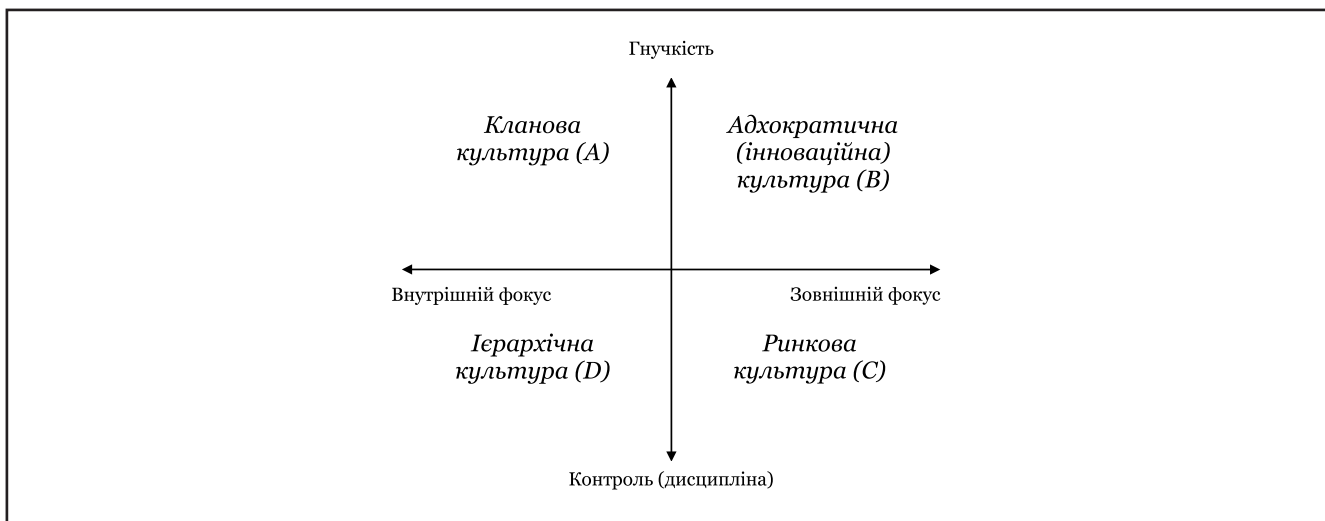 Гнучкість
Кланова
культура (A)
Адхократична
(інноваційна)
культура (B)
Внутрішній фокус
Зовнішній фокус
Ієрархічна
культура (D)
Ринкова
культура (C)
Контроль (дисципліна)